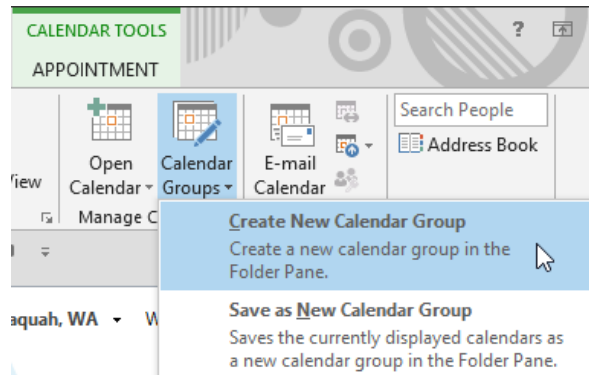 CALENDAR TOOLS
?
APPOINTMENT
Search People
Address Book
View
Open
Calendar
Calendar
Groups
E-mail
Calendar
Manage C
Create New Calendar Group
Create a new calendar group in the
Folder Pane.
aquah, WA
W
Save as New Calendar Group
Saves the currently displayed calendars as
a new calendar group in the Folder Pane.